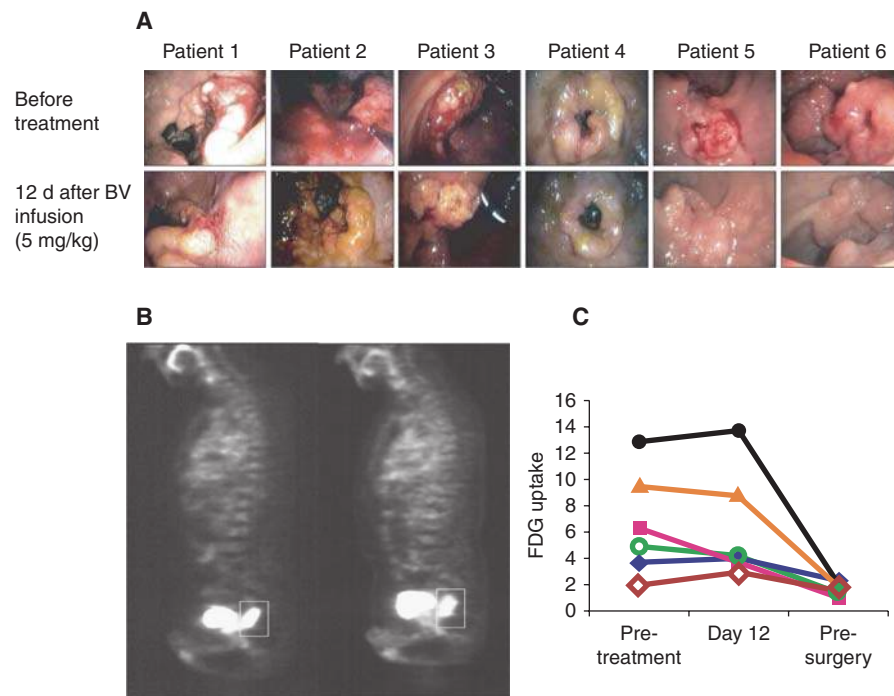 A
Patient 1 Patient 2 Patient 3 Patient 4 Patient 5 Patient 6
Before
treatment
12 d after BV
infusion
(5 mg/kg)
B
C
16
14
12
10
8
6
4
2
0
FDG uptake
Pre-
treatment
Day 12
Pre-
surgery